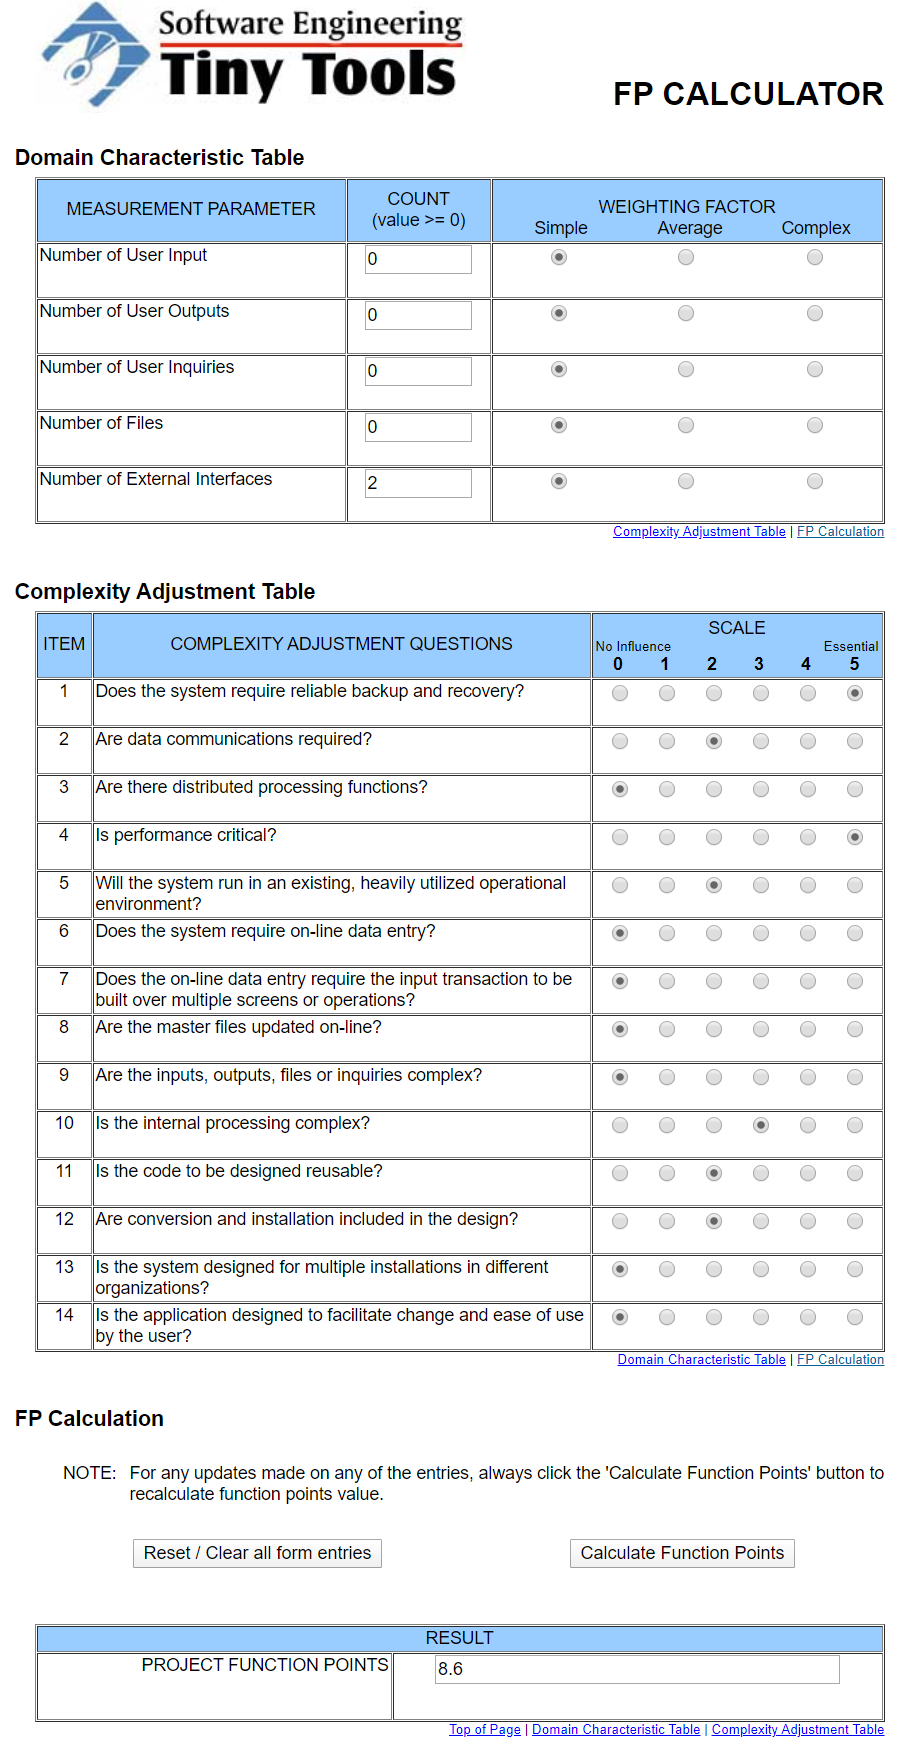 Software Engineering
Tiny Tools
FP CALCULATOR
Domain Characteristic Table
MEASUREMENT PARAMETER
COUNT
(value >= 0)
WEIGHTING FACTOR
Simple Average Complex
Number of User Input 0
Number of User Outputs 0
Number of User Inquiries 0
Number of Files 0
Number of External Interfaces 2
Complexity Adjustment Table | FP Calculation
Complexity Adjustment Table
ITEM
COMPLEXITY ADJUSTMENT QUESTIONS
SCALE
No Influence Essential
0 1 2 3 4 5
1 Does the system require reliable backup and recovery?
2 Are data communications required?
3 Are there distributed processing functions?
4 Is performance critical?
5 Will the system run in an existing, heavily utilized operational
environment?
6 Does the system require on-line data entry?
7 Does the on-line data entry require the input transaction to be
built over multiple screens or operations?
8 Are the master files updated on-line?
9 Are the inputs, outputs, files or inquiries complex?
10 Is the internal processing complex?
11 Is the code to be designed reusable?
12 Are conversion and installation included in the design?
13 Is the system designed for multiple installations in different
organizations?
14 Is the application designed to facilitate change and ease of use
by the user?
Domain Characteristic Table | FP Calculation
FP Calculation
NOTE: For any updates made on any of the entries, always click the 'Calculate Function Points' button to
recalculate function points value.
Reset / Clear all form entries Calculate Function Points
RESULT
PROJECT FUNCTION POINTS 8.6
Top of Page | Domain Characteristic Table | Complexity Adjustment Table